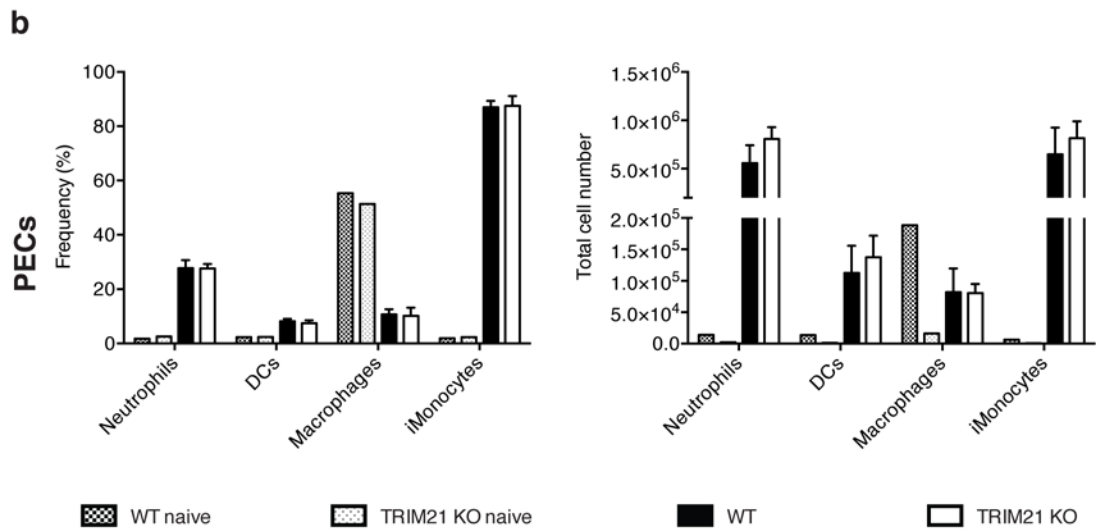 b
PECs
Frequency (%)
100
80
60
40
20
0
Neutrophils
DCs
Macrophages
iMonocytes
Total cell number
1.5×10⁶
1.0×10⁶
5.0×10⁵
2.0×10⁵
1.5×10⁵
1.0×10⁵
5.0×10⁴
0.0
Neutrophils
DCs
Macrophages
iMonocytes
WT naive
TRIM21 KO naive
WT
TRIM21 KO